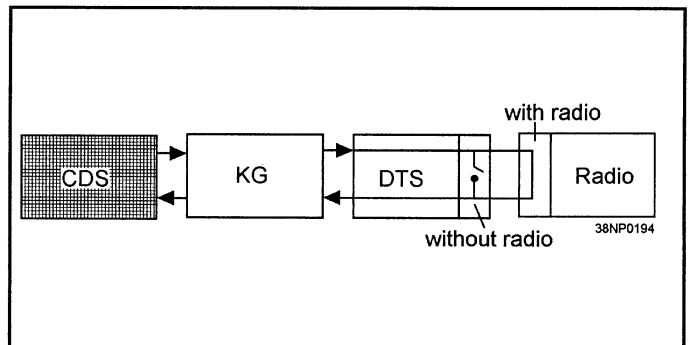 with radio
CDS
KG
DTS
Radio
38NP0194
without radio